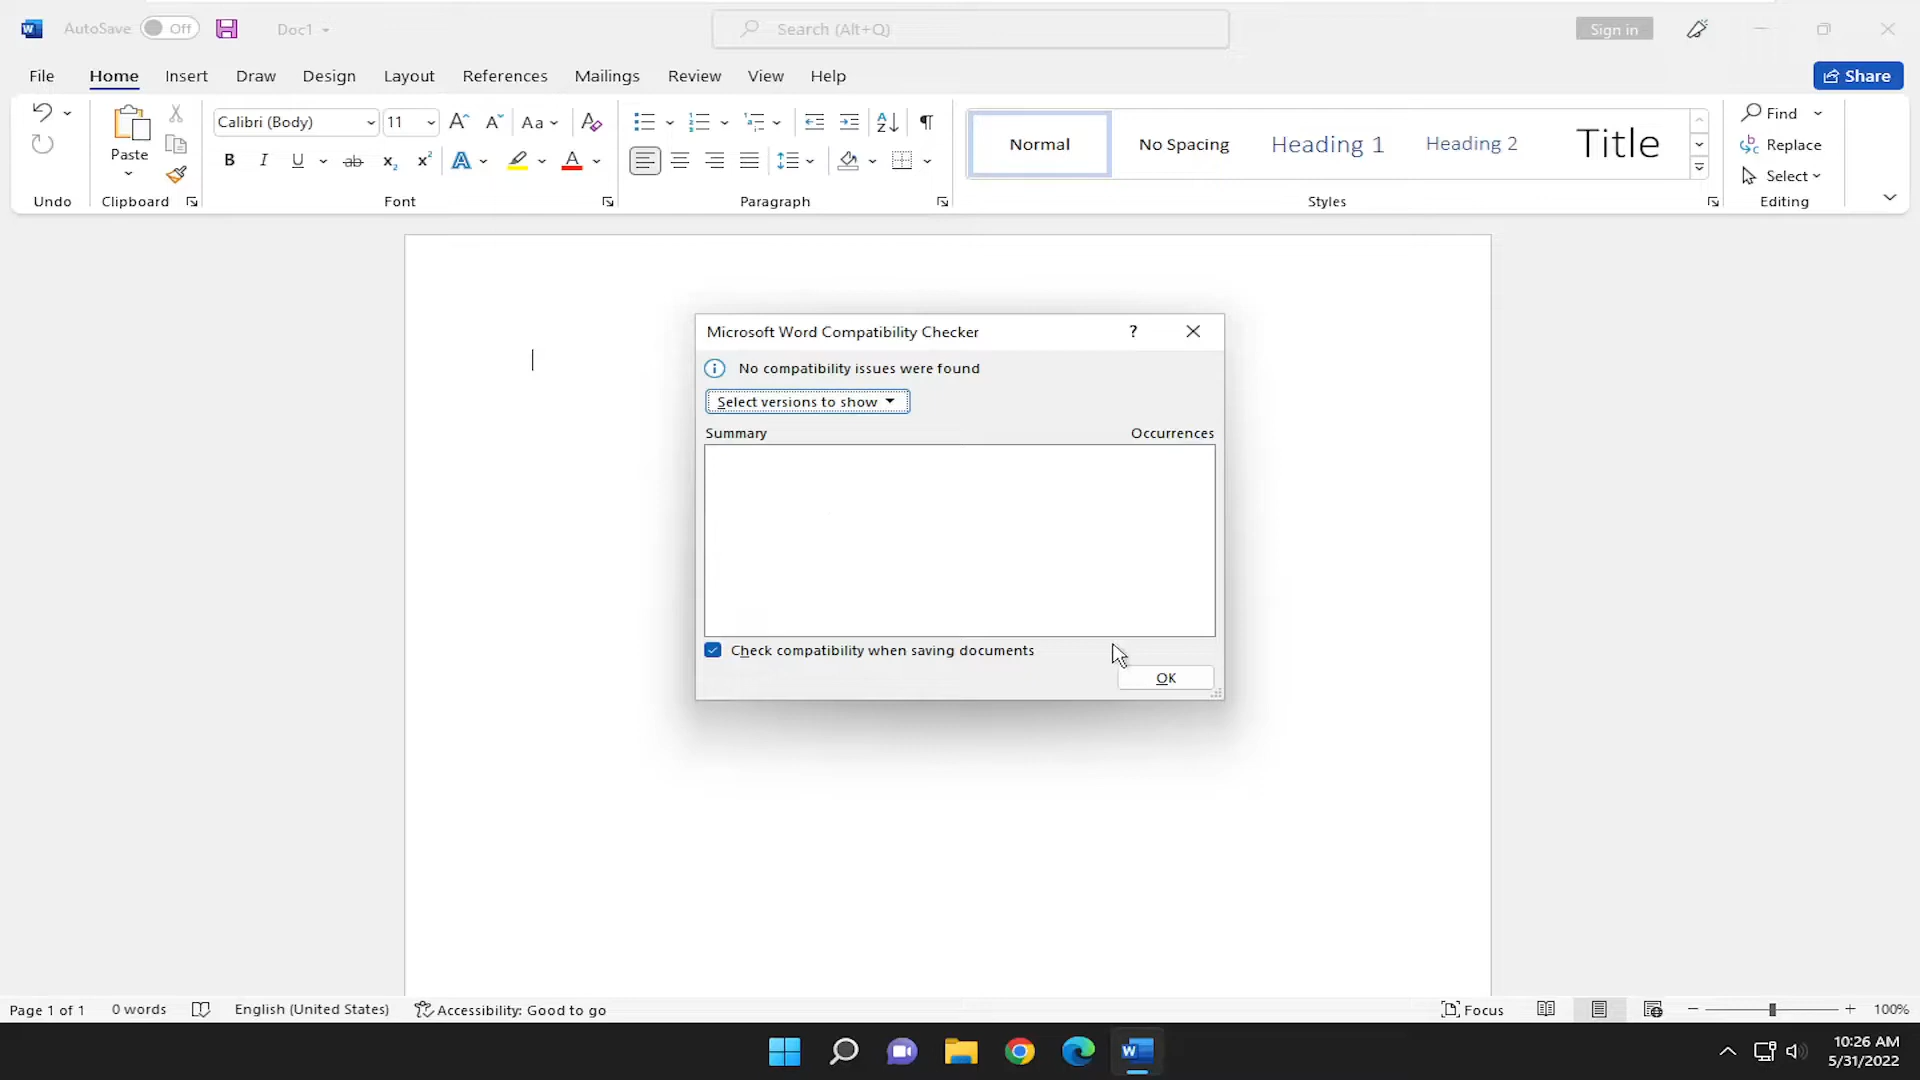 AutoSave Off Doc1 Search (Alt+Q) Sign in
File Home Insert Draw Design Layout References Mailings Review View Help Share
Calibri (Body) 11 Aa
Paste
B I U ab x₂ x² A A
Normal No Spacing Heading 1 Heading 2 Title
Find
Replace
Select
Undo Clipboard Font Paragraph Styles Editing
Microsoft Word Compatibility Checker ?
No compatibility issues were found
Select versions to show
Summary Occurrences
Check compatibility when saving documents
OK
Page 1 of 1 0 words English (United States) Accessibility: Good to go Focus 100%
10:26 AM
5/31/2022